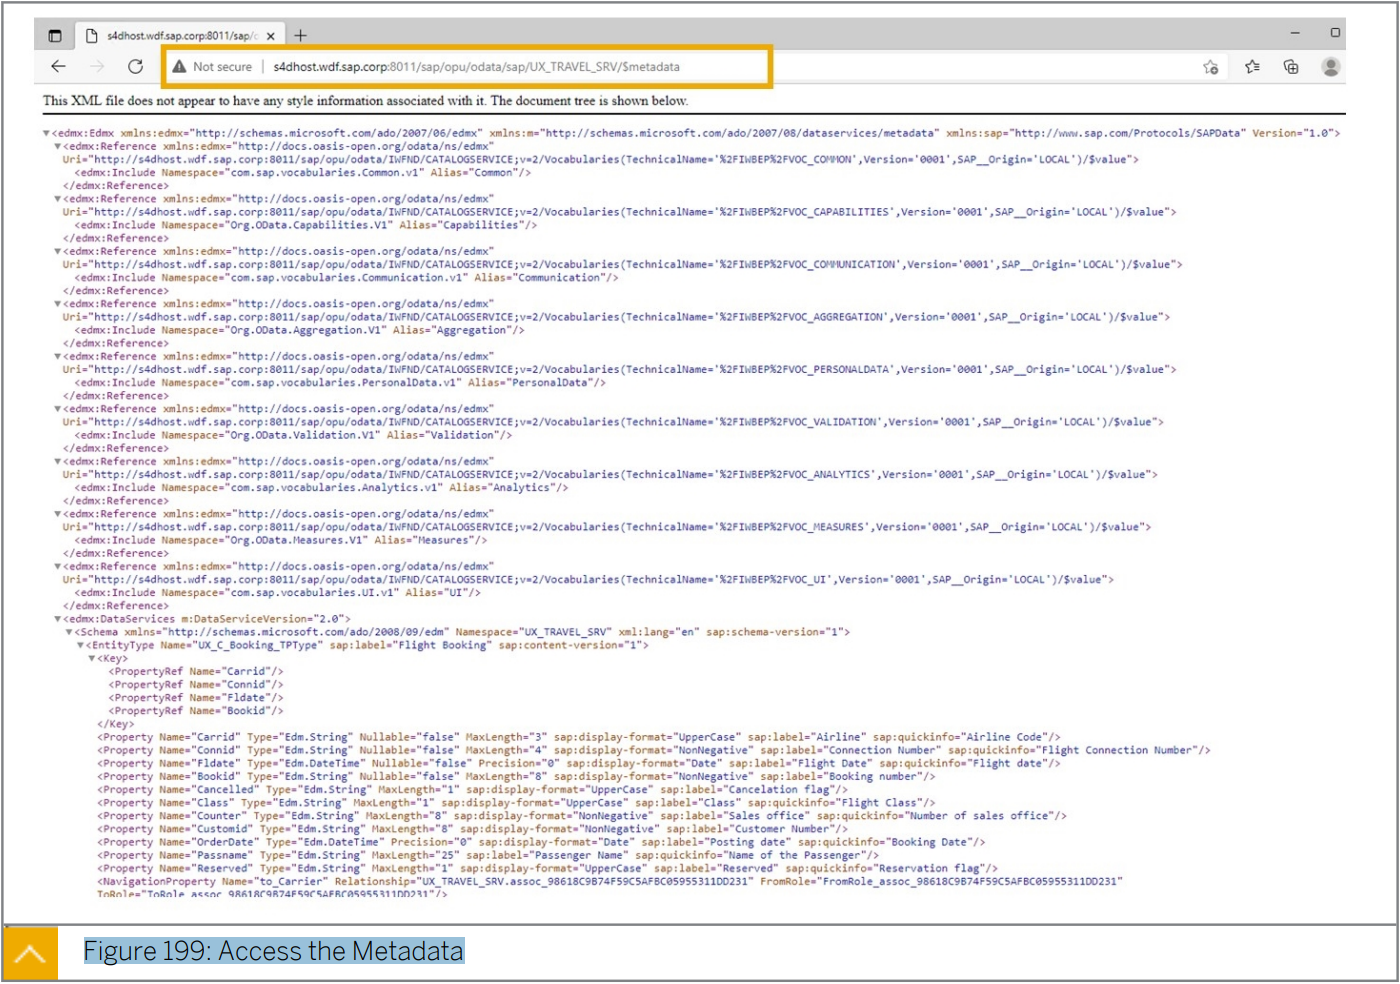 s4dhost.wdf.sap.corp:8011/sap/c
Not secure | s4dhost.wdf.sap.corp:8011/sap/opu/odata/sap/UX_TRAVEL_SRV/$metadata
This XML file does not appear to have any style information associated with it. The document tree is shown below.
▼<edmx:Edmx xmlns:edmx="http://schemas.microsoft.com/ado/2007/06/edmx" xmlns:m="http://schemas.microsoft.com/ado/2007/08/dataservices/metadata" xmlns:sap="http://www.sap.com/Protocols/SAPData" Version="1.0">
▼<edmx:Reference xmlns:edmx="http://docs.oasis-open.org/odata/ns/edmx"
Uri="http://s4dhost.wdf.sap.corp:8011/sap/opu/odata/IWFND/CATALOGSERVICE;v=2/Vocabularies(TechnicalName='%2FIWBEP%2FVOC_COMMON',Version='0001',SAP__Origin='LOCAL')/$value">
<edmx:Include Namespace="com.sap.vocabularies.Common.v1" Alias="Common"/>
</edmx:Reference>
▼<edmx:Reference xmlns:edmx="http://docs.oasis-open.org/odata/ns/edmx"
Uri="http://s4dhost.wdf.sap.corp:8011/sap/opu/odata/IWFND/CATALOGSERVICE;v=2/Vocabularies(TechnicalName='%2FIWBEP%2FVOC_CAPABILITIES',Version='0001',SAP__Origin='LOCAL')/$value">
<edmx:Include Namespace="Org.OData.Capabilities.V1" Alias="Capabilities"/>
</edmx:Reference>
▼<edmx:Reference xmlns:edmx="http://docs.oasis-open.org/odata/ns/edmx"
Uri="http://s4dhost.wdf.sap.corp:8011/sap/opu/odata/IWFND/CATALOGSERVICE;v=2/Vocabularies(TechnicalName='%2FIWBEP%2FVOC_COMMUNICATION',Version='0001',SAP__Origin='LOCAL')/$value">
<edmx:Include Namespace="com.sap.vocabularies.Communication.v1" Alias="Communication"/>
</edmx:Reference>
▼<edmx:Reference xmlns:edmx="http://docs.oasis-open.org/odata/ns/edmx"
Uri="http://s4dhost.wdf.sap.corp:8011/sap/opu/odata/IWFND/CATALOGSERVICE;v=2/Vocabularies(TechnicalName='%2FIWBEP%2FVOC_AGGREGATION',Version='0001',SAP__Origin='LOCAL')/$value">
<edmx:Include Namespace="Org.OData.Aggregation.V1" Alias="Aggregation"/>
</edmx:Reference>
▼<edmx:Reference xmlns:edmx="http://docs.oasis-open.org/odata/ns/edmx"
Uri="http://s4dhost.wdf.sap.corp:8011/sap/opu/odata/IWFND/CATALOGSERVICE;v=2/Vocabularies(TechnicalName='%2FIWBEP%2FVOC_PERSONALDATA',Version='0001',SAP__Origin='LOCAL')/$value">
<edmx:Include Namespace="com.sap.vocabularies.PersonalData.v1" Alias="PersonalData"/>
</edmx:Reference>
▼<edmx:Reference xmlns:edmx="http://docs.oasis-open.org/odata/ns/edmx"
Uri="http://s4dhost.wdf.sap.corp:8011/sap/opu/odata/IWFND/CATALOGSERVICE;v=2/Vocabularies(TechnicalName='%2FIWBEP%2FVOC_VALIDATION',Version='0001',SAP__Origin='LOCAL')/$value">
<edmx:Include Namespace="Org.OData.Validation.V1" Alias="Validation"/>
</edmx:Reference>
▼<edmx:Reference xmlns:edmx="http://docs.oasis-open.org/odata/ns/edmx"
Uri="http://s4dhost.wdf.sap.corp:8011/sap/opu/odata/IWFND/CATALOGSERVICE;v=2/Vocabularies(TechnicalName='%2FIWBEP%2FVOC_ANALYTICS',Version='0001',SAP__Origin='LOCAL')/$value">
<edmx:Include Namespace="com.sap.vocabularies.Analytics.v1" Alias="Analytics"/>
</edmx:Reference>
▼<edmx:Reference xmlns:edmx="http://docs.oasis-open.org/odata/ns/edmx"
Uri="http://s4dhost.wdf.sap.corp:8011/sap/opu/odata/IWFND/CATALOGSERVICE;v=2/Vocabularies(TechnicalName='%2FIWBEP%2FVOC_MEASURES',Version='0001',SAP__Origin='LOCAL')/$value">
<edmx:Include Namespace="Org.OData.Measures.V1" Alias="Measures"/>
</edmx:Reference>
▼<edmx:Reference xmlns:edmx="http://docs.oasis-open.org/odata/ns/edmx"
Uri="http://s4dhost.wdf.sap.corp:8011/sap/opu/odata/IWFND/CATALOGSERVICE;v=2/Vocabularies(TechnicalName='%2FIWBEP%2FVOC_UI',Version='0001',SAP__Origin='LOCAL')/$value">
<edmx:Include Namespace="com.sap.vocabularies.UI.v1" Alias="UI"/>
</edmx:Reference>
▼<edmx:DataServices m:DataServiceVersion="2.0">
▼<Schema xmlns="http://schemas.microsoft.com/ado/2008/09/edm" Namespace="UX_TRAVEL_SRV" xml:lang="en" sap:schema-version="1">
▼<EntityType Name="UX_C_Booking_TPType" sap:label="Flight Booking" sap:content-version="1">
▼<Key>
<PropertyRef Name="Carrid"/>
<PropertyRef Name="Connid"/>
<PropertyRef Name="Fldate"/>
<PropertyRef Name="Bookid"/>
</Key>
<Property Name="Carrid" Type="Edm.String" Nullable="false" MaxLength="3" sap:display-format="UpperCase" sap:label="Airline" sap:quickinfo="Airline Code"/>
<Property Name="Connid" Type="Edm.String" Nullable="false" MaxLength="4" sap:display-format="NonNegative" sap:label="Connection Number" sap:quickinfo="Flight Connection Number"/>
<Property Name="Fldate" Type="Edm.DateTime" Nullable="false" Precision="0" sap:display-format="Date" sap:label="Flight Date" sap:quickinfo="Flight date"/>
<Property Name="Bookid" Type="Edm.String" Nullable="false" MaxLength="8" sap:display-format="NonNegative" sap:label="Booking number"/>
<Property Name="Cancelled" Type="Edm.String" MaxLength="1" sap:display-format="UpperCase" sap:label="Cancelation flag"/>
<Property Name="Class" Type="Edm.String" MaxLength="1" sap:display-format="UpperCase" sap:label="Class" sap:quickinfo="Flight Class"/>
<Property Name="Counter" Type="Edm.String" MaxLength="8" sap:display-format="NonNegative" sap:label="Sales office" sap:quickinfo="Number of sales office"/>
<Property Name="Customid" Type="Edm.String" MaxLength="8" sap:display-format="NonNegative" sap:label="Customer Number"/>
<Property Name="OrderDate" Type="Edm.DateTime" Precision="0" sap:display-format="Date" sap:label="Posting date" sap:quickinfo="Booking Date"/>
<Property Name="Passname" Type="Edm.String" MaxLength="25" sap:label="Passenger Name" sap:quickinfo="Name of the Passenger"/>
<Property Name="Reserved" Type="Edm.String" MaxLength="1" sap:display-format="UpperCase" sap:label="Reserved" sap:quickinfo="Reservation flag"/>
<NavigationProperty Name="to_Carrier" Relationship="UX_TRAVEL_SRV.assoc_98618C9B74F59C5AFBC05955311DD231" FromRole="FromRole_assoc_98618C9B74F59C5AFBC05955311DD231"
ToRole="ToRole_assoc_98618C9B74F59C5AFBC05955311DD231"/>
Figure 199: Access the Metadata